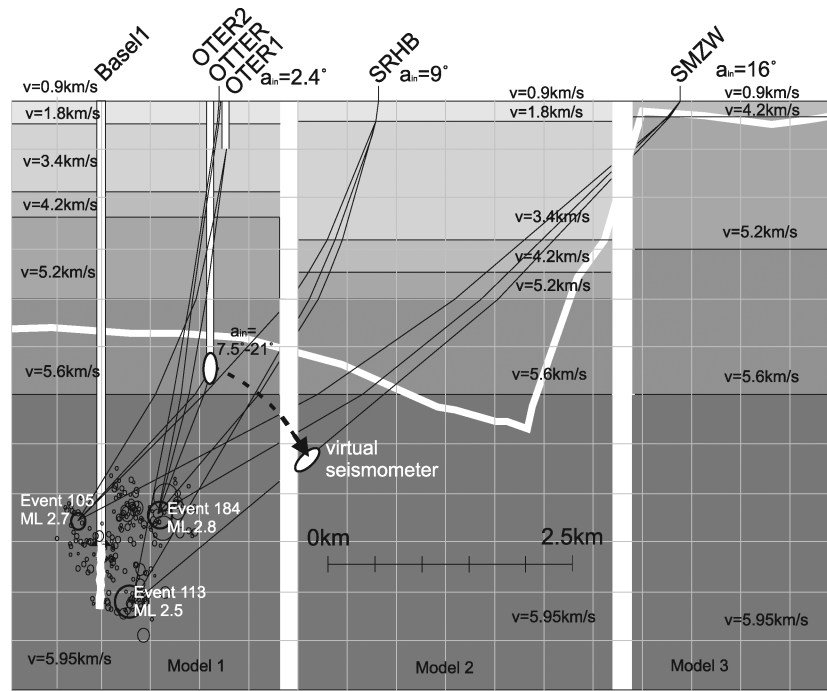 Basel1
OTER2
OTTER
OTER1
aᵢₙ=2.4°
SRHB
aᵢₙ=9°
SMZW
aᵢₙ=16°
v=0.9km/s
v=0.9km/s
v=0.9km/s
v=1.8km/s
v=1.8km/s
v=4.2km/s
v=3.4km/s
v=4.2km/s
v=3.4km/s
v=5.2km/s
v=5.2km/s
v=4.2km/s
v=5.2km/s
aᵢₙ=
7.5°-21°
v=5.6km/s
v=5.6km/s
v=5.6km/s
virtual
seismometer
Event 105
ML 2.7
Event 184
ML 2.8
0km 2.5km
Event 113
ML 2.5
v=5.95km/s
v=5.95km/s
v=5.95km/s
Model 1
Model 2
Model 3